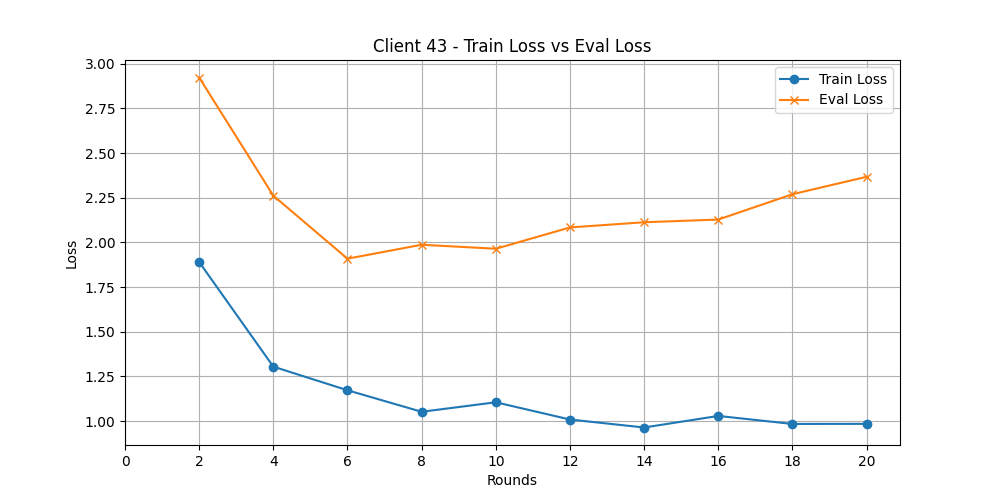 Client 43 - Train Loss vs Eval Loss
Train Loss
Eval Loss
Loss
3.00
2.75
2.50
2.25
2.00
1.75
1.50
1.25
1.00
0 2 4 6 8 10 12 14 16 18 20
Rounds